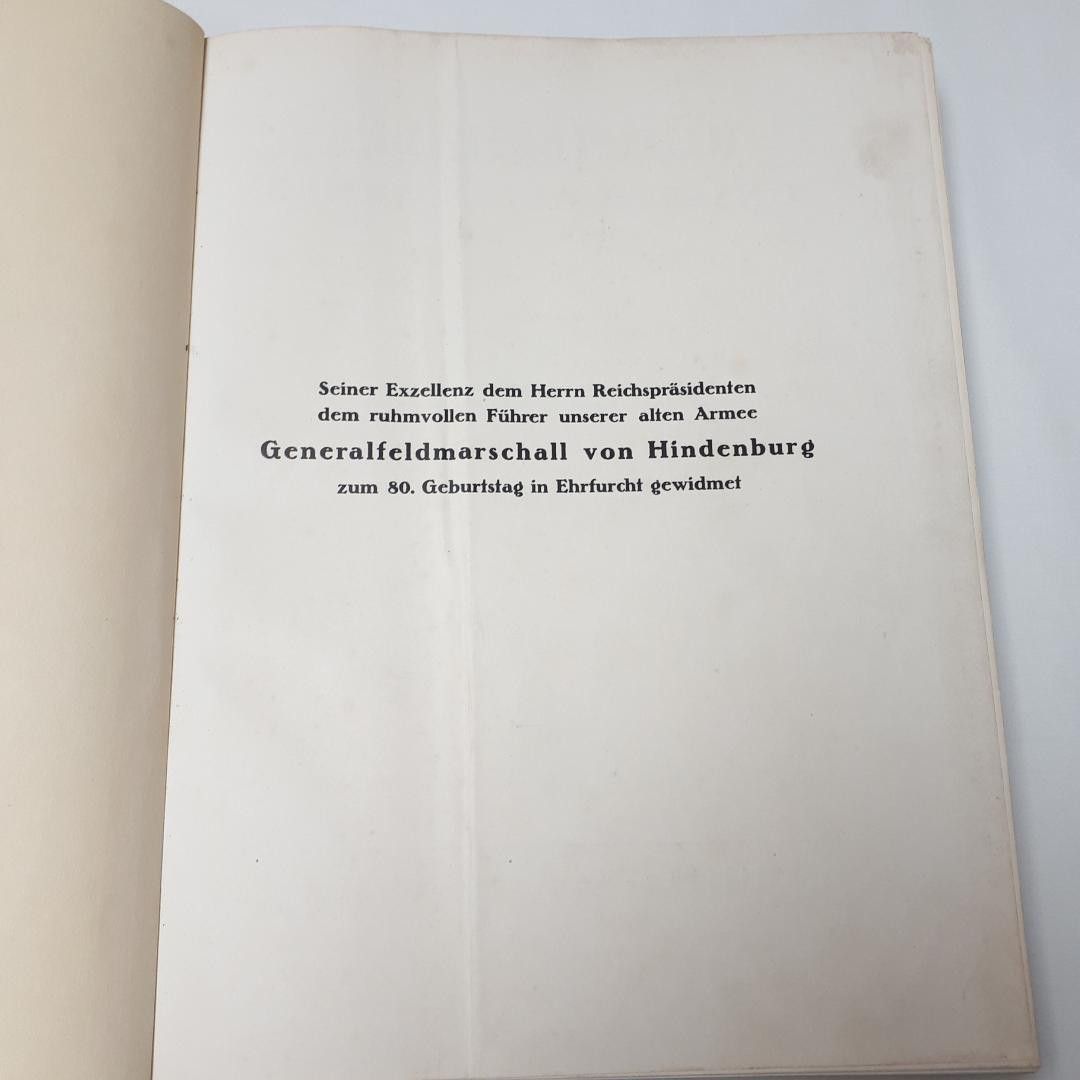 Seiner Exzellenz dem Herrn Reichspräsidenten
dem ruhmvollen Führer unserer alten Armee
Generalfeldmarschall von Hindenburg
zum 80. Geburtstag in Ehrfurcht gewidmet